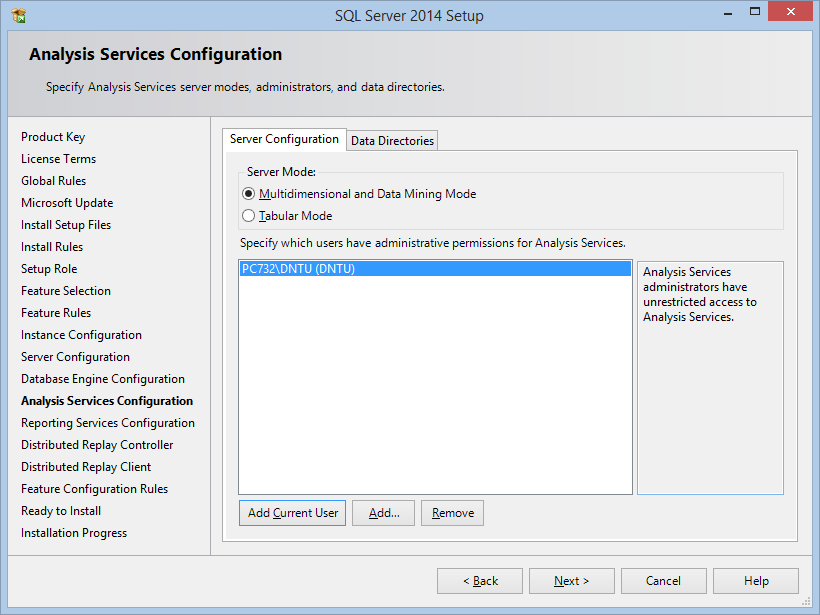 SQL Server 2014 Setup
Analysis Services Configuration
Specify Analysis Services server modes, administrators, and data directories.
Product Key
License Terms
Global Rules
Microsoft Update
Install Setup Files
Install Rules
Setup Role
Feature Selection
Feature Rules
Instance Configuration
Server Configuration
Database Engine Configuration
Analysis Services Configuration
Reporting Services Configuration
Distributed Replay Controller
Distributed Replay Client
Feature Configuration Rules
Ready to Install
Installation Progress
Server Configuration
Data Directories
Server Mode:
Multidimensional and Data Mining Mode
Tabular Mode
Specify which users have administrative permissions for Analysis Services.
PC732\DNTU (DNTU)
Analysis Services
administrators have
unrestricted access to
Analysis Services.
Add Current User
Add...
Remove
< Back
Next >
Cancel
Help